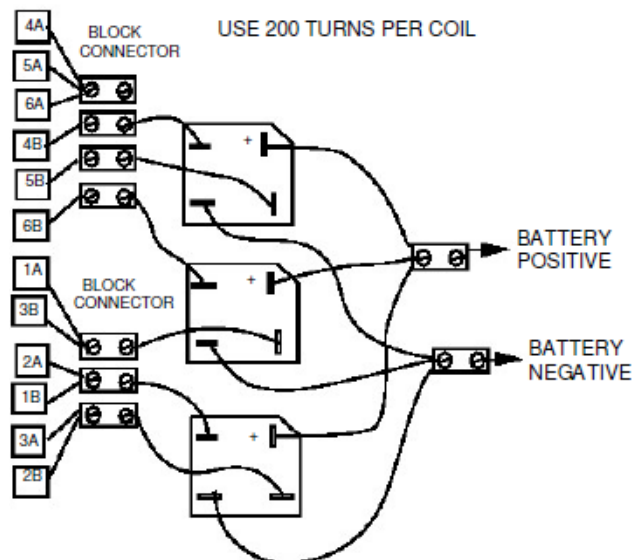 USE 200 TURNS PER COIL
BLOCK
CONNECTOR
4A
5A
6A
4B
5B
6B
+
+
+
BATTERY
POSITIVE
BATTERY
NEGATIVE
BLOCK
CONNECTOR
1A
3B
2A
1B
3A
2B